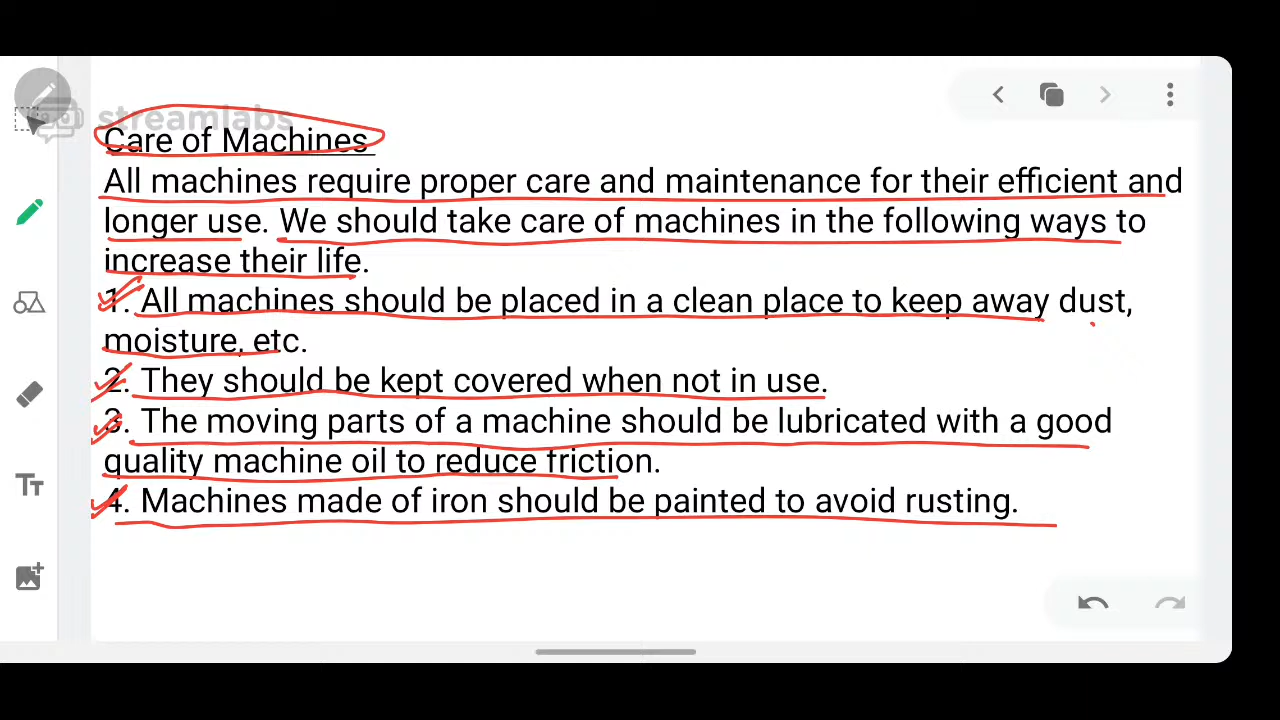 streamlabs
Care of Machines
All machines require proper care and maintenance for their efficient and
longer use. We should take care of machines in the following ways to
increase their life.
1. All machines should be placed in a clean place to keep away dust,
moisture, etc.
2. They should be kept covered when not in use.
3. The moving parts of a machine should be lubricated with a good
quality machine oil to reduce friction.
4. Machines made of iron should be painted to avoid rusting.
TT